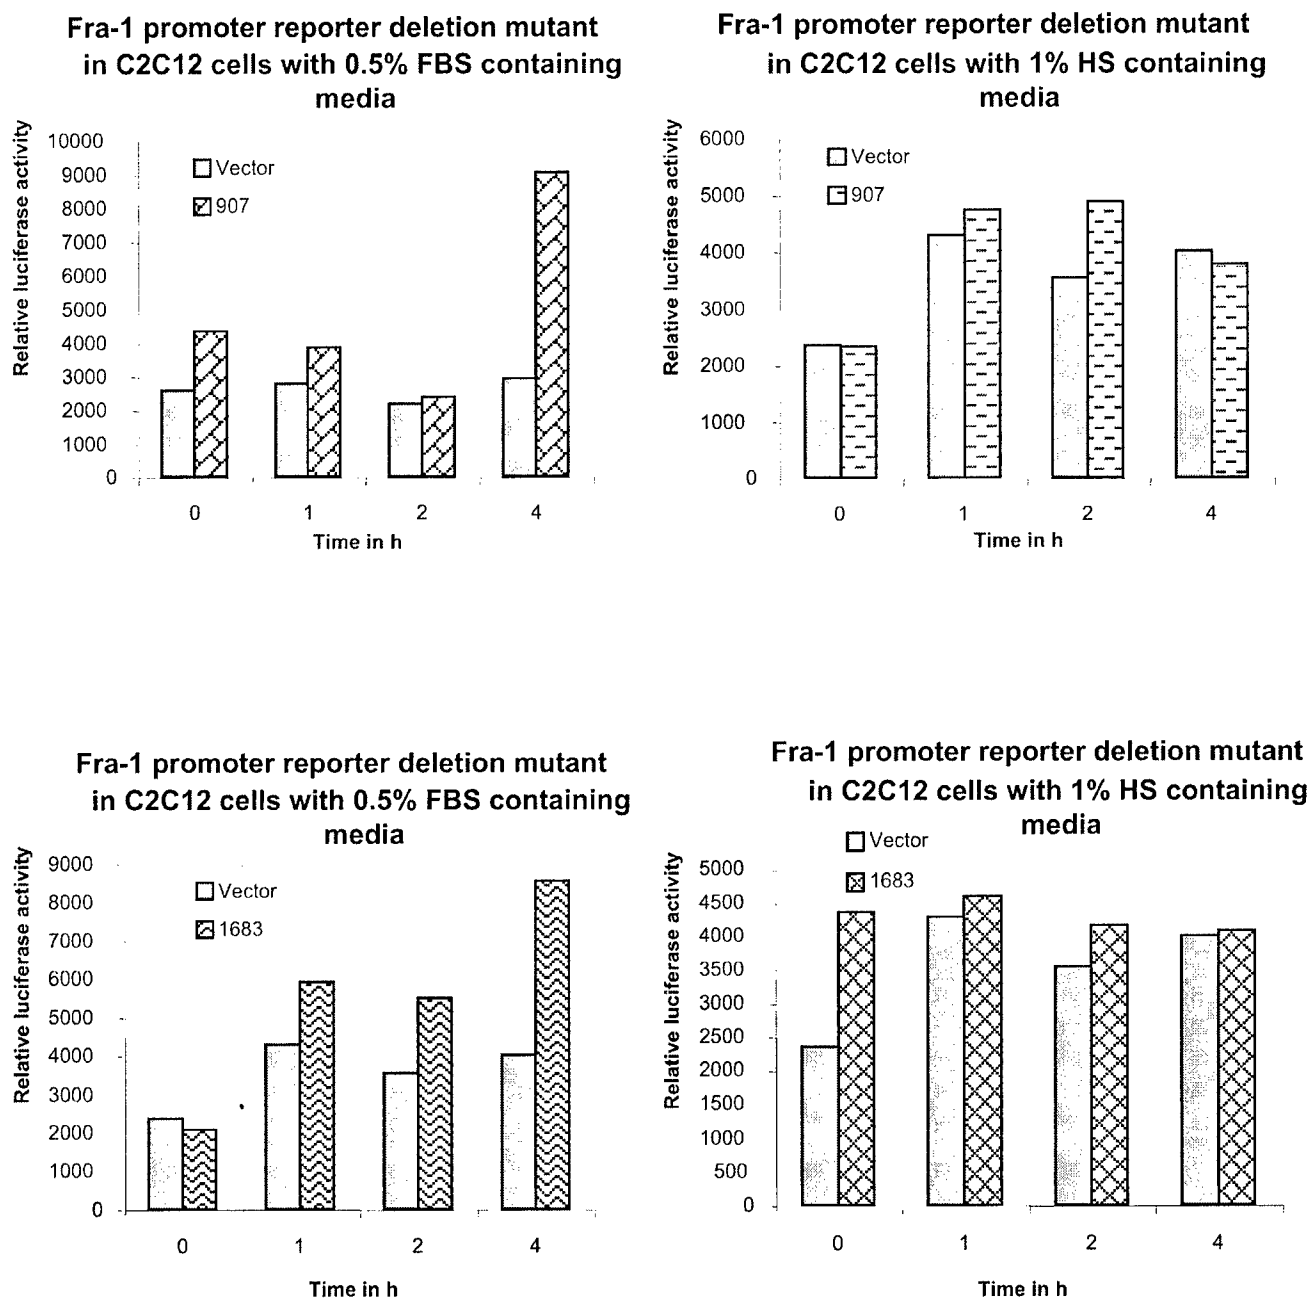 Fra-1 promoter reporter deletion mutant
in C2C12 cells with 0.5% FBS containing
media
Relative luciferase activity
10000
9000
8000
7000
6000
5000
4000
3000
2000
1000
0
Vector
907
0 1 2 4
Time in h
Fra-1 promoter reporter deletion mutant
in C2C12 cells with 1% HS containing
media
Relative luciferase activity
6000
5000
4000
3000
2000
1000
0
Vector
907
0 1 2 4
Time in h
Fra-1 promoter reporter deletion mutant
in C2C12 cells with 0.5% FBS containing
media
Relative luciferase activity
9000
8000
7000
6000
5000
4000
3000
2000
1000
0
Vector
1683
0 1 2 4
Time in h
Fra-1 promoter reporter deletion mutant
in C2C12 cells with 1% HS containing
media
Relative luciferase activity
5000
4500
4000
3500
3000
2500
2000
1500
1000
500
0
Vector
1683
0 1 2 4
Time in h